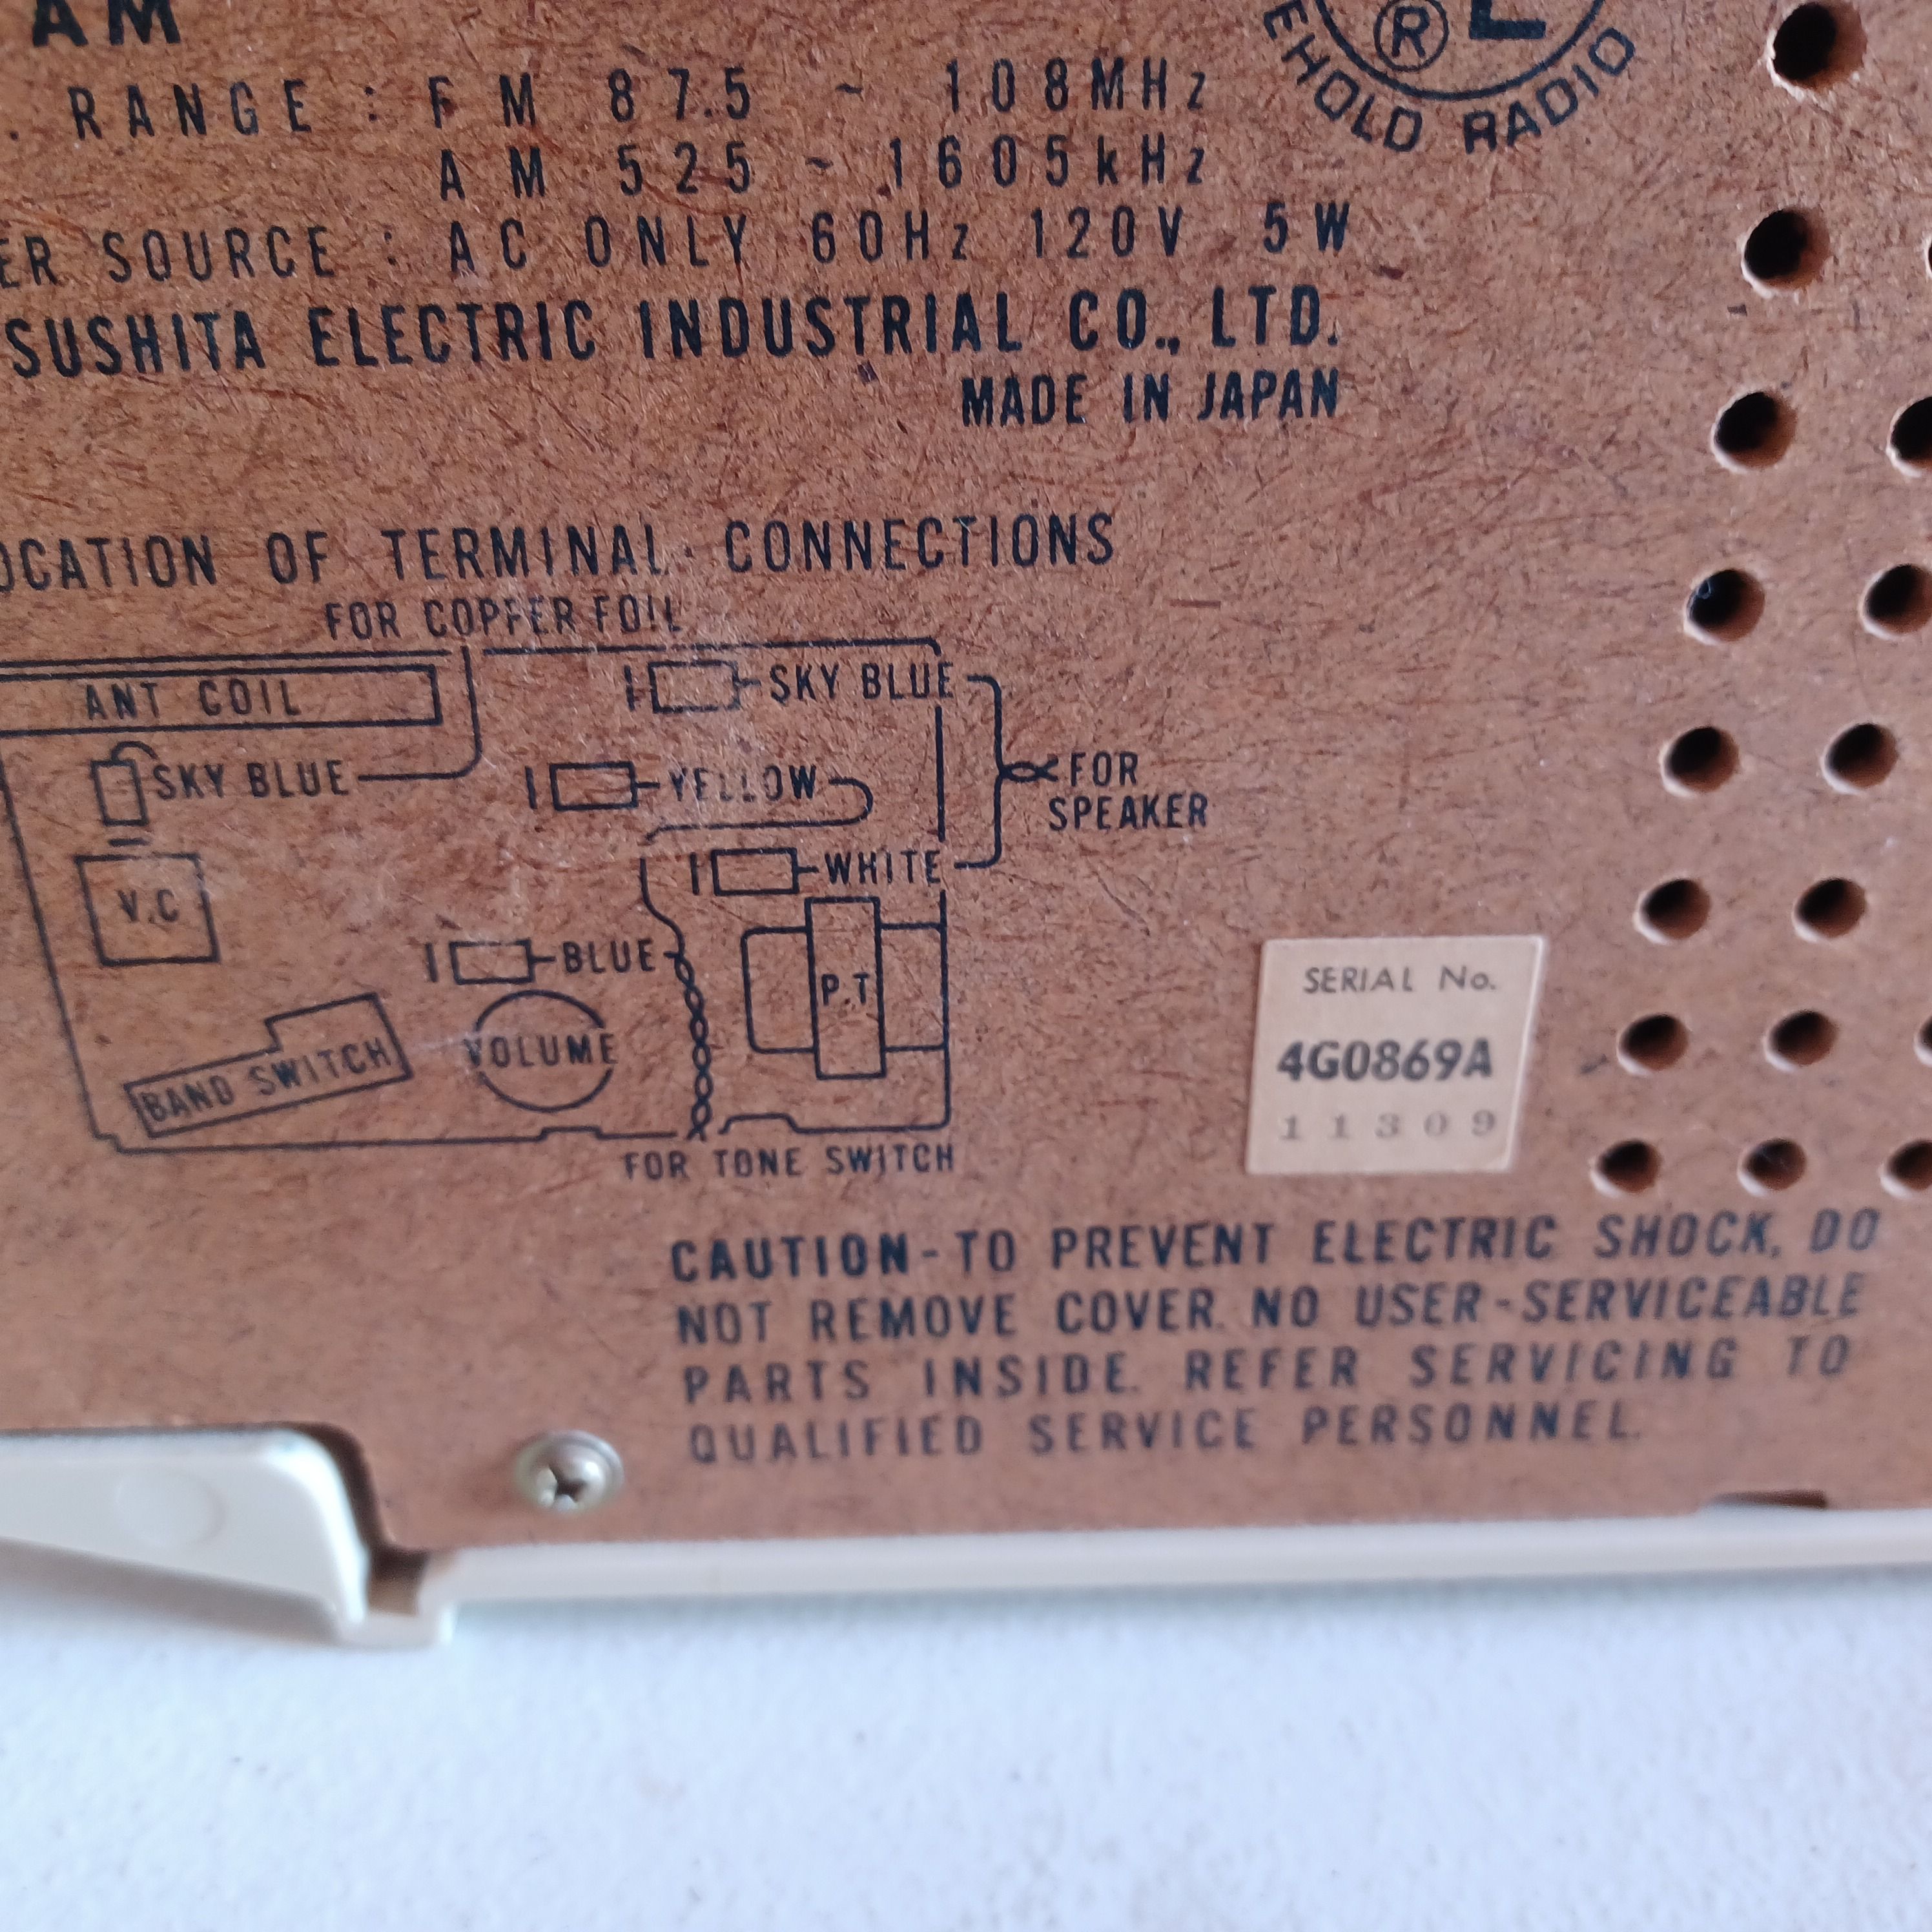 AM
RANGE : FM 87.5 ~ 108MHz
AM 525 ~ 1605kHz
ER SOURCE : AC ONLY 60Hz 120V 5W
SUSHITA ELECTRIC INDUSTRIAL CO., LTD.
MADE IN JAPAN
® L
EHOLD RADIO
OCATION OF TERMINAL CONNECTIONS
FOR COPPER FOIL
ANT COIL
SKY BLUE
SKY BLUE
YELLOW
FOR
SPEAKER
WHITE
V.C
BLUE
P.T
VOLUME
BAND SWITCH
FOR TONE SWITCH
SERIAL No.
4G0869A
11309
CAUTION-TO PREVENT ELECTRIC SHOCK, DO
NOT REMOVE COVER. NO USER-SERVICEABLE
PARTS INSIDE. REFER SERVICING TO
QUALIFIED SERVICE PERSONNEL.